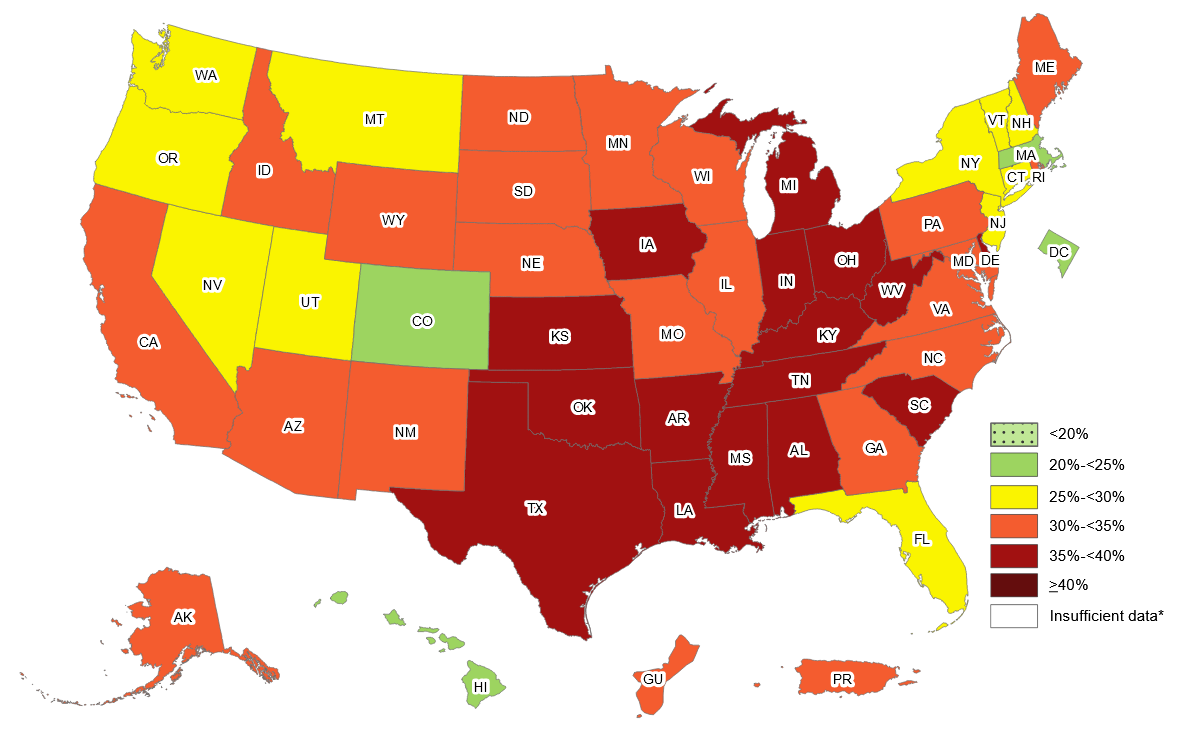 WA
MT
ND
MN
ME
VT
NH
OR
ID
SD
WI
NY
MA
CT
RI
WY
MI
PA
NJ
NE
IA
OH
MD
DE
DC
NV
UT
CO
IL
IN
WV
VA
CA
KS
MO
KY
NC
AZ
NM
OK
AR
TN
SC
MS
AL
GA
TX
LA
FL
AK
HI
GU
PR
<20%
20%-<25%
25%-<30%
30%-<35%
35%-<40%
≥40%
Insufficient data*